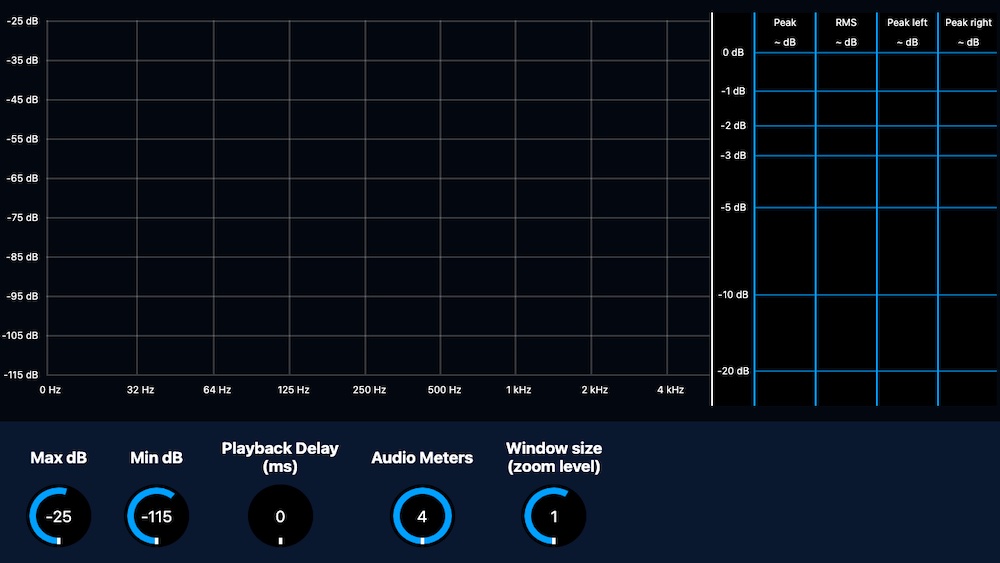 -25 dB
-35 dB
-45 dB
-55 dB
-65 dB
-75 dB
-85 dB
-95 dB
-105 dB
-115 dB
0 Hz 32 Hz 64 Hz 125 Hz 250 Hz 500 Hz 1 kHz 2 kHz 4 kHz
Peak RMS Peak left Peak right
~ dB ~ dB ~ dB ~ dB
0 dB
-1 dB
-2 dB
-3 dB
-5 dB
-10 dB
-20 dB
Max dB
-25
Min dB
-115
Playback Delay
(ms)
0
Audio Meters
4
Window size
(zoom level)
1